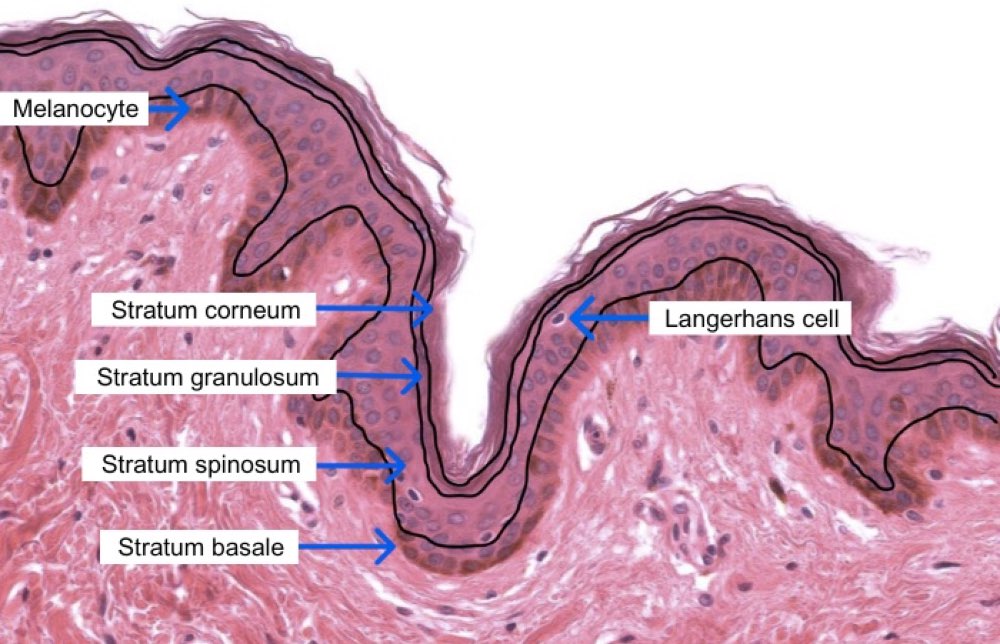 Melanocyte
Stratum corneum
Langerhans cell
Stratum granulosum
Stratum spinosum
Stratum basale